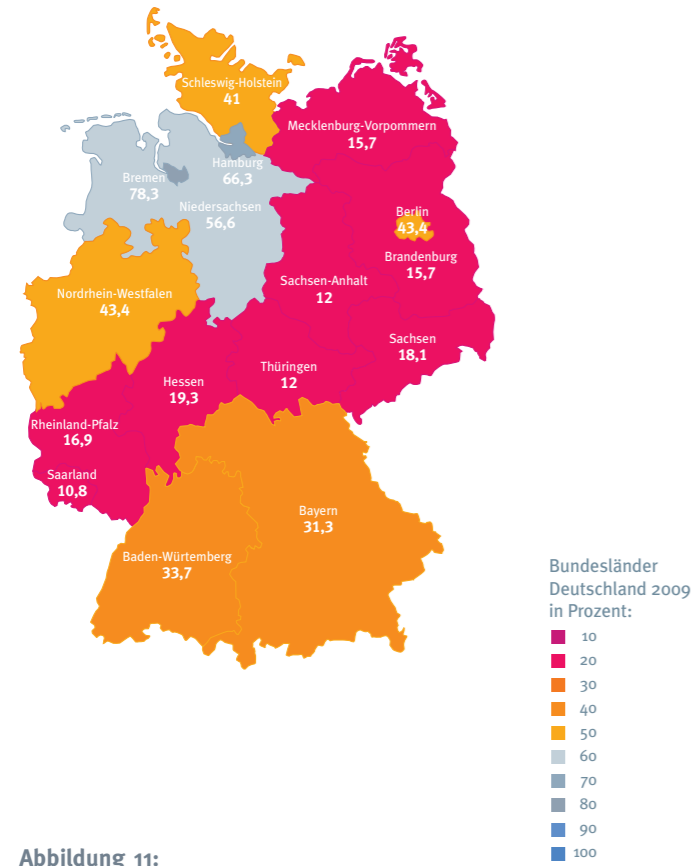 Schleswig-Holstein
41
Mecklenburg-Vorpommern
15,7
Hamburg
66,3
Bremen
78,3
Niedersachsen
56,6
Berlin
43,4
Brandenburg
15,7
Sachsen-Anhalt
12
Nordrhein-Westfalen
43,4
Sachsen
18,1
Thüringen
12
Hessen
19,3
Rheinland-Pfalz
16,9
Saarland
10,8
Bayern
31,3
Baden-Würtemberg
33,7
Bundesländer
Deutschland 2009
in Prozent:
10
20
30
40
50
60
70
80
90
100
Abbildung 11: